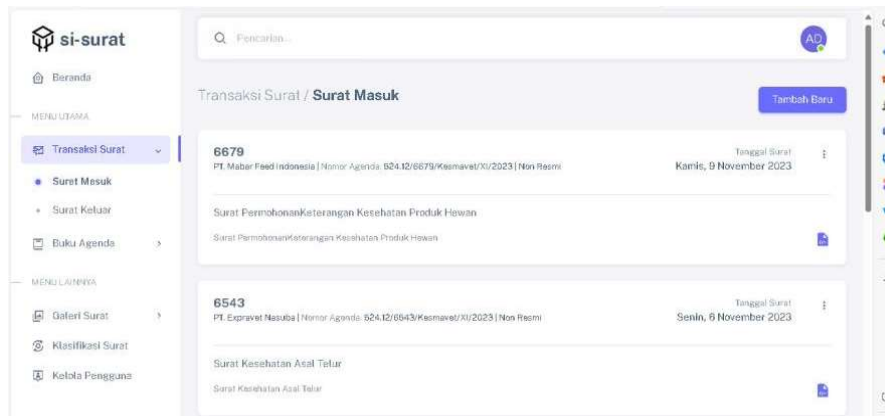 si-surat
Pencarian...
AD
Beranda
Transaksi Surat / Surat Masuk
Tambah Baru
MENU UTAMA
Transaksi Surat
Surat Masuk
Surat Keluar
Buku Agenda
MENU LAINNYA
Galeri Surat
Klasifikasi Surat
Kelola Pengguna
6679
Tanggal Surat
PT. Mabar Feed Indonesia | Nomor Agenda: 524.12/6679/Kesmavet/XI/2023 | Non Resmi
Kamis, 9 November 2023
Surat PermohonanKeterangan Kesehatan Produk Hewan
Surat PermohonanKeterangan Kesehatan Produk Hewan
6543
Tanggal Surat
PT. Expravet Nasuba | Nomor Agenda: 524.12/6543/Kesmavet/XI/2023 | Non Resmi
Senin, 6 November 2023
Surat Kesehatan Asal Telur
Surat Kesehatan Asal Telur